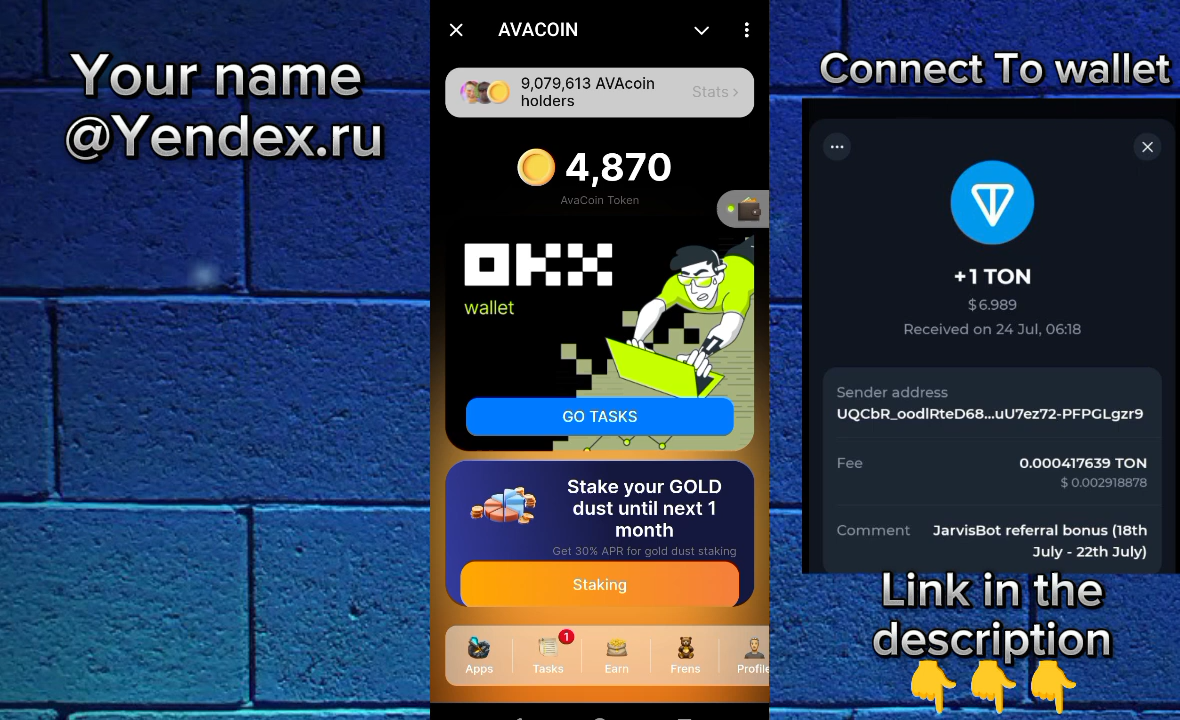 Your name
@Yendex.ru
AVACOIN
9,079,613 AVAcoin
holders
Stats
4,870
AvaCoin Token
OKX
wallet
GO TASKS
Stake your GOLD
dust until next 1
month
Get 30% APR for gold dust staking
Staking
1
Apps
Tasks
Earn
Frens
Profile
Connect To wallet
+1 TON
$6.989
Received on 24 Jul, 06:18
Sender address
UQCbR_oodlRteD68...uU7ez72-PFPGLgzr9
Fee
0.000417639 TON
$ 0.002918878
Comment
JarvisBot referral bonus (18th
July - 22th July)
Link in the
description